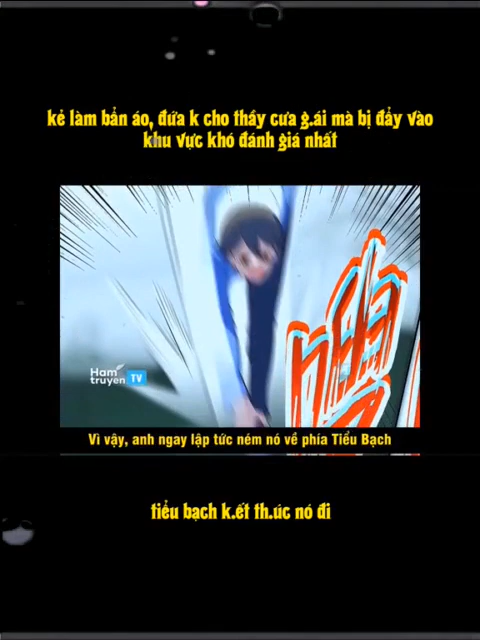 kẻ làm bẩn áo, đứa k cho thầy cưa g.ái mà bị đẩy vào
khu vực khó đánh giá nhất
Ham
truyện TV
Vì vậy, anh ngay lập tức ném nó về phía Tiểu Bạch
tiểu bạch k.ết th.úc nó đi